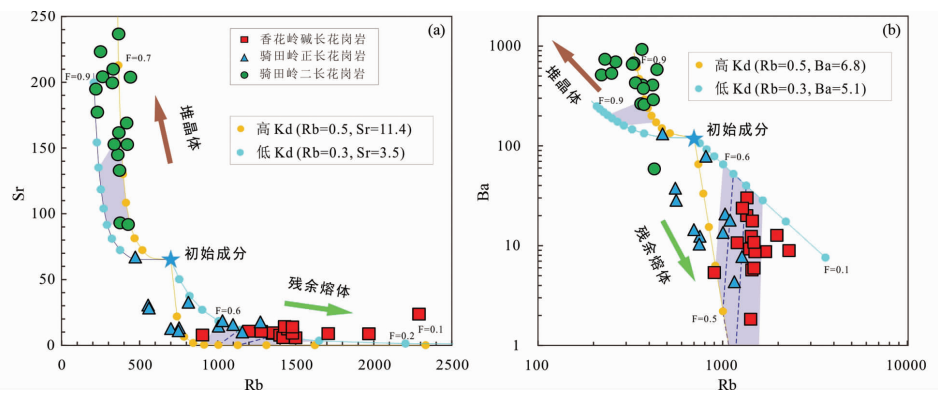 (a)
香花岭碱长花岗岩
骑田岭正长花岗岩
骑田岭二长花岗岩
高 Kd (Rb=0.5, Sr=11.4)
低 Kd (Rb=0.3, Sr=3.5)
F=0.7
F=0.9
堆晶体
初始成分
残余熔体
F=0.6
F=0.2
F=0.1
Sr
250
200
150
100
50
0
0
500
1000
1500
2000
2500
Rb
(b)
高 Kd (Rb=0.5, Ba=6.8)
低 Kd (Rb=0.3, Ba=5.1)
F=0.9
F=0.9
堆晶体
初始成分
F=0.6
残余熔体
F=0.5
F=0.1
Ba
1000
100
10
1
100
1000
10000
Rb